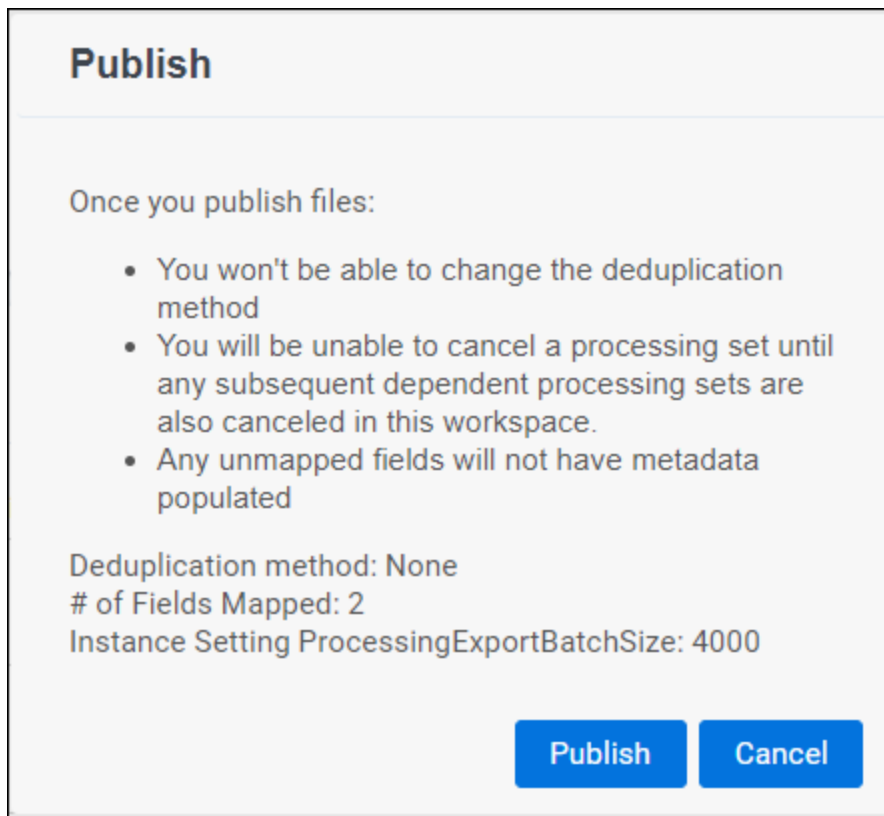 Publish
Once you publish files:
• You won't be able to change the deduplication
method
• You will be unable to cancel a processing set until
any subsequent dependent processing sets are
also canceled in this workspace.
• Any unmapped fields will not have metadata
populated
Deduplication method: None
# of Fields Mapped: 2
Instance Setting ProcessingExportBatchSize: 4000
Publish Cancel